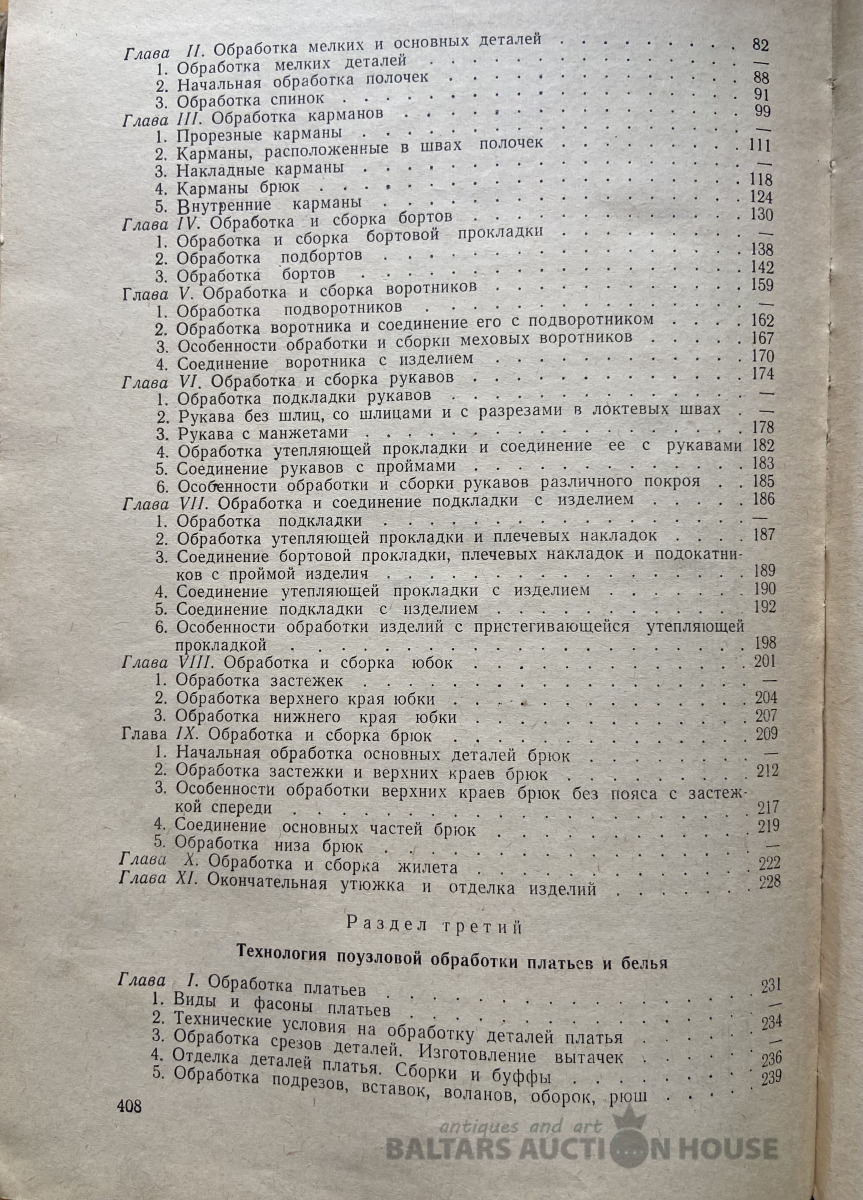 Глава II. Обработка мелких и основных деталей . . . . . . . . . 82
1. Обработка мелких деталей . . . . . . . . . . . . . —
2. Начальная обработка полочек . . . . . . . . . . . . 88
3. Обработка спинок . . . . . . . . . . . . . . . 91
Глава III. Обработка карманов . . . . . . . . . . . . . . 99
1. Прорезные карманы . . . . . . . . . . . . . . . —
2. Карманы, расположенные в швах полочек . . . . . . . . 111
3. Накладные карманы . . . . . . . . . . . . . . . —
4. Карманы брюк . . . . . . . . . . . . . . . . 118
5. Внутренние карманы . . . . . . . . . . . . . . 124
Глава IV. Обработка и сборка бортов . . . . . . . . . . . . 130
1. Обработка и сборка бортовой прокладки . . . . . . . . —
2. Обработка подбортов . . . . . . . . . . . . . . 138
3. Обработка бортов . . . . . . . . . . . . . . . 142
Глава V. Обработка и сборка воротников . . . . . . . . . . . 159
1. Обработка подворотников . . . . . . . . . . . . . —
2. Обработка воротника и соединение его с подворотником . . . . 162
3. Особенности обработки и сборки меховых воротников . . . . . 167
4. Соединение воротника с изделием . . . . . . . . . . . 170
Глава VI. Обработка и сборка рукавов . . . . . . . . . . . . 174
1. Обработка подкладки рукавов . . . . . . . . . . . . —
2. Рукава без шлиц, со шлицами и с разрезами в локтевых швах . —
3. Рукава с манжетами . . . . . . . . . . . . . . . 178
4. Обработка утепляющей прокладки и соединение ее с рукавами 182
5. Соединение рукавов с проймами . . . . . . . . . . . . 183
6. Особенности обработки и сборки рукавов различного покроя . . 185
Глава VII. Обработка и соединение подкладки с изделием . . . . . 186
1. Обработка подкладки . . . . . . . . . . . . . . —
2. Обработка утепляющей прокладки и плечевых накладок . . . . 187
3. Соединение бортовой прокладки, плечевых накладок и подокатни-
ков с проймой изделия . . . . . . . . . . . . . . 189
4. Соединение утепляющей прокладки с изделием . . . . . . . 190
5. Соединение подкладки с изделием . . . . . . . . . . . 192
6. Особенности обработки изделий с пристегивающейся утепляющей
прокладкой . . . . . . . . . . . . . . . . . 198
Глава VIII. Обработка и сборка юбок . . . . . . . . . . . . 201
1. Обработка застежек . . . . . . . . . . . . . . . —
2. Обработка верхнего края юбки . . . . . . . . . . . . 204
3. Обработка нижнего края юбки . . . . . . . . . . . . 207
Глава IX. Обработка и сборка брюк . . . . . . . . . . . . 209
1. Начальная обработка основных деталей брюк . . . . . . . —
2. Обработка застежки и верхних краев брюк . . . . . . . . 212
3. Особенности обработки верхних краев брюк без пояса с застеж-
кой спереди . . . . . . . . . . . . . . . . . 217
4. Соединение основных частей брюк . . . . . . . . . . . 219
5. Обработка низа брюк . . . . . . . . . . . . . . . —
Глава X. Обработка и сборка жилета . . . . . . . . . . . . 222
Глава XI. Окончательная утюжка и отделка изделий . . . . . . . 228
Раздел третий
Технология поузловой обработки платьев и белья
Глава I. Обработка платьев . . . . . . . . . . . . . . . 231
1. Виды и фасоны платьев . . . . . . . . . . . . . . —
2. Технические условия на обработку деталей платья . . . . . . 234
3. Обработка срезов деталей. Изготовление вытачек . . . . . . —
4. Отделка деталей платья. Сборки и буффы . . . . . . . . 236
5. Обработка подрезов, вставок, воланов, оборок, рюш . . . . . 239
408
antiques and art
BALTARS AUCTION HOUSE